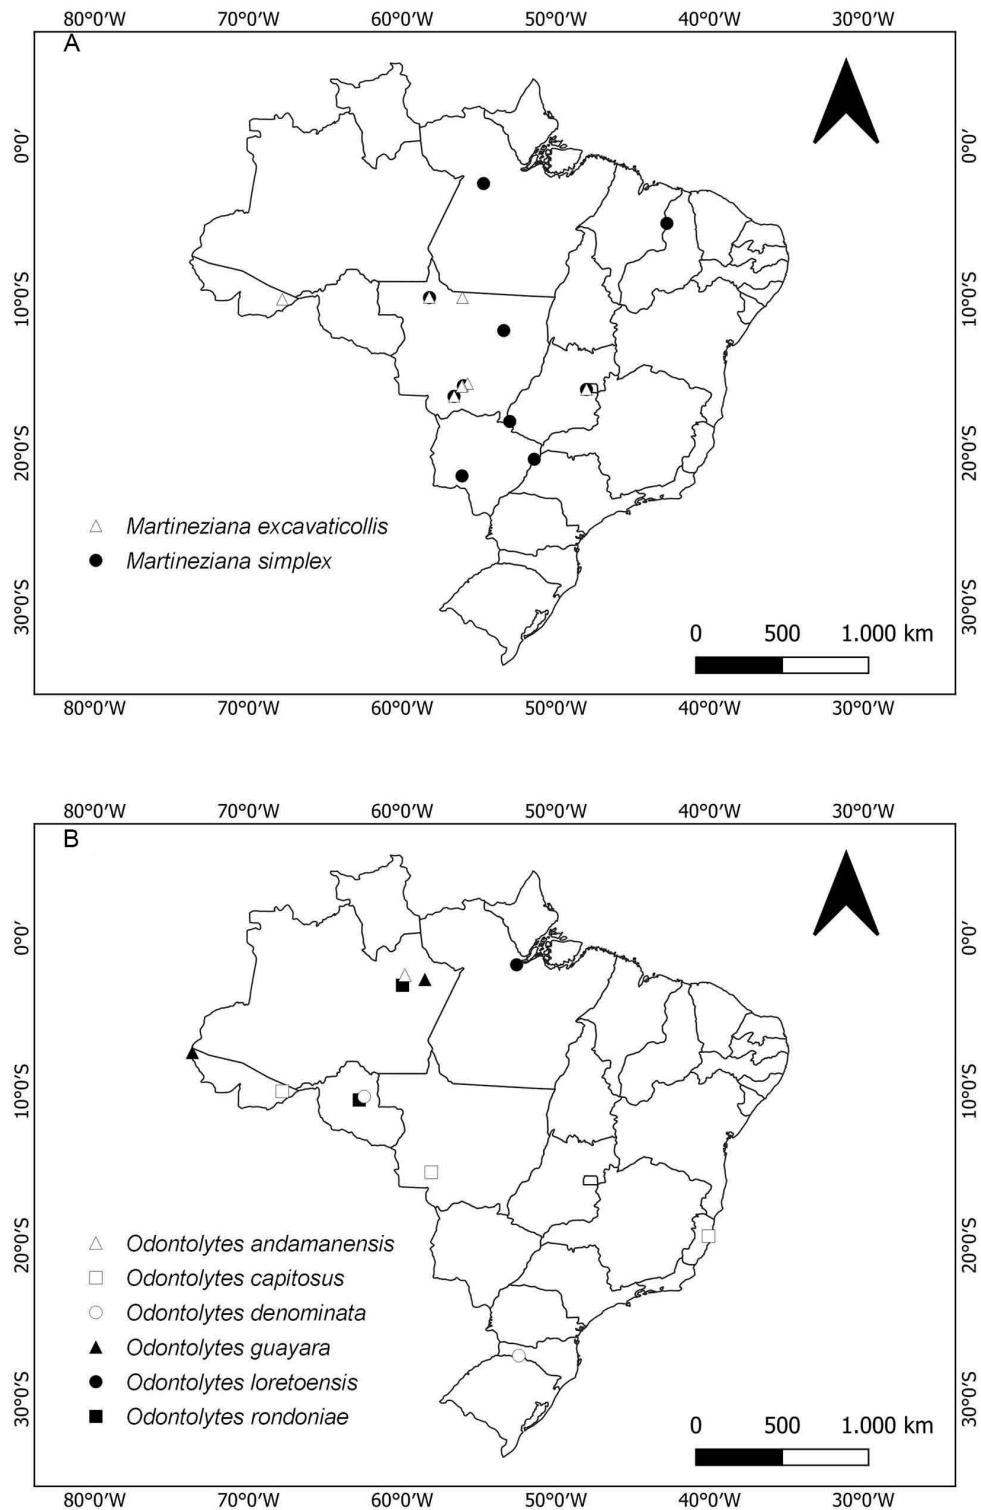 80°0′W 70°0′W 60°0′W 50°0′W 40°0′W 30°0′W
A
0°0′ 0°0′
10°0′S 10°0′S
20°0′S 20°0′S
Martineziana excavaticollis
Martineziana simplex
30°0′S 30°0′S
0 500 1.000 km
80°0′W 70°0′W 60°0′W 50°0′W 40°0′W 30°0′W
80°0′W 70°0′W 60°0′W 50°0′W 40°0′W 30°0′W
B
0°0′ 0°0′
10°0′S 10°0′S
20°0′S 20°0′S
Odontolytes andamanensis
Odontolytes capitosus
Odontolytes denominata
Odontolytes guayara
Odontolytes loretoensis
30°0′S 30°0′S
Odontolytes rondoniae
0 500 1.000 km
80°0′W 70°0′W 60°0′W 50°0′W 40°0′W 30°0′W